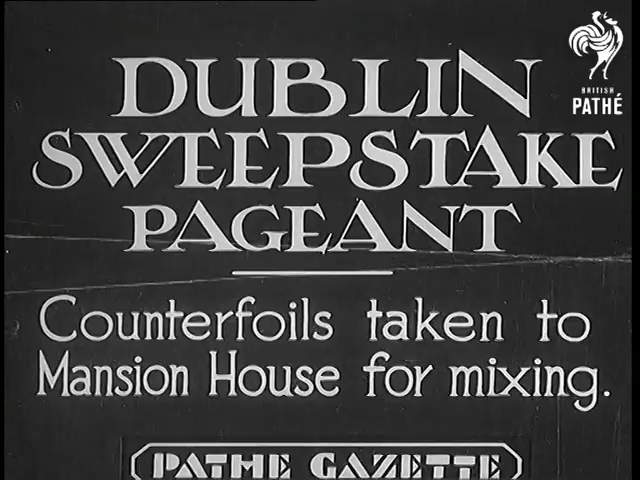 BRITISH
PATHÉ
DUBLIN
SWEEPSTAKE
PAGEANT
Counterfoils taken to
Mansion House for mixing.
PATHE GAZETTE